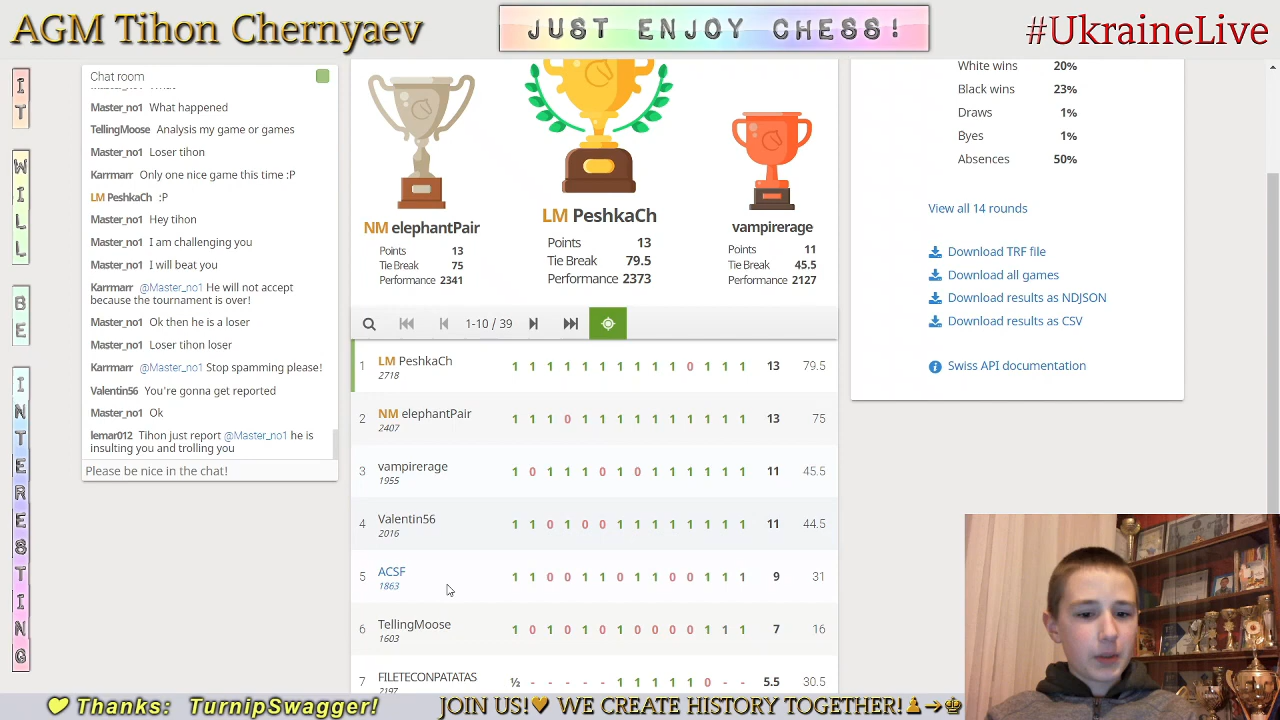 AGM Tihon Chernyaev
JUST ENJOY CHESS!
#UkraineLive
IT
WILL
BE
INTERESTING
Chat room
Master_no1 What happened
TellingMoose Analysis my game or games
Master_no1 Loser tihon
Karrmarr Only one nice game this time :P
LM PeshkaCh :P
Master_no1 Hey tihon
Master_no1 I am challenging you
Master_no1 I will beat you
Karrmarr @Master_no1 He will not accept
because the tournament is over!
Master_no1 Ok then he is a loser
Master_no1 Loser tihon loser
Karrmarr @Master_no1 Stop spamming please!
Valentin56 You're gonna get reported
Master_no1 Ok
lemar012 Tihon just report @Master_no1 he is
insulting you and trolling you
Please be nice in the chat!
NM elephantPair
Points 13
Tie Break 75
Performance 2341
LM PeshkaCh
Points 13
Tie Break 79.5
Performance 2373
vampirerage
Points 11
Tie Break 45.5
Performance 2127
1-10 / 39
1 LM PeshkaCh 1 1 1 1 1 1 1 1 1 1 0 1 1 1 13 79.5
2718
2 NM elephantPair 1 1 1 0 1 1 1 1 1 1 1 1 1 1 13 75
2407
3 vampirerage 1 0 1 1 1 0 1 0 1 1 1 1 1 1 11 45.5
1955
4 Valentin56 1 1 0 1 0 0 1 1 1 1 1 1 1 1 11 44.5
2016
5 ACSF 1 1 0 0 1 1 0 1 1 0 0 1 1 1 9 31
1863
6 TellingMoose 1 0 1 0 1 0 1 0 0 0 0 1 1 1 7 16
1603
7 FILETECONPATATAS ½ - - - - - 1 1 1 1 1 0 - - 5.5 30.5
2197
White wins 20%
Black wins 23%
Draws 1%
Byes 1%
Absences 50%
View all 14 rounds
Download TRF file
Download all games
Download results as NDJSON
Download results as CSV
Swiss API documentation
Thanks: TurnipSwagger!
JOIN US! WE CREATE HISTORY TOGETHER!